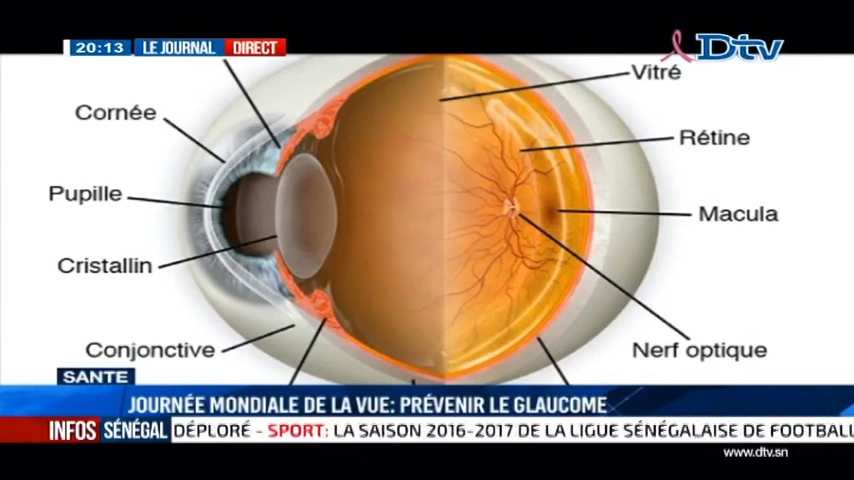 20:13 LE JOURNAL DIRECT
Dtv
Vitré
Cornée
Rétine
Pupille
Macula
Cristallin
Conjonctive
Nerf optique
SANTE
JOURNÉE MONDIALE DE LA VUE: PRÉVENIR LE GLAUCOME
INFOS SÉNÉGAL DÉPLORÉ - SPORT: LA SAISON 2016-2017 DE LA LIGUE SÉNÉGALAISE DE FOOTBALL
www.dtv.sn